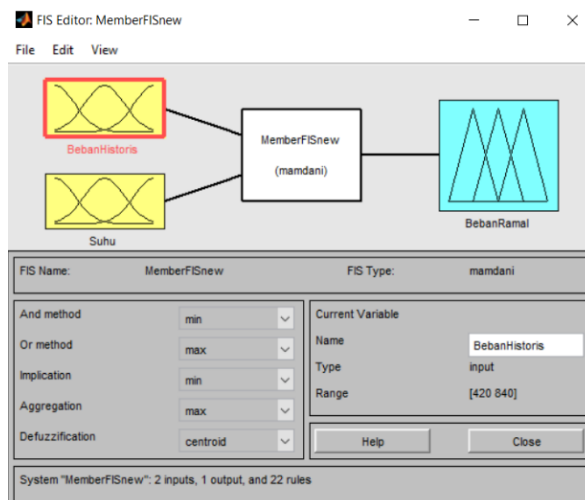 FIS Editor: MemberFISnew
File Edit View
BebanHistoris
Suhu
MemberFISnew
(mamdani)
BebanRamal
FIS Name: MemberFISnew FIS Type: mamdani
And method min
Or method max
Implication min
Aggregation max
Defuzzification centroid
Current Variable
Name BebanHistoris
Type input
Range [420 840]
Help Close
System "MemberFISnew": 2 inputs, 1 output, and 22 rules